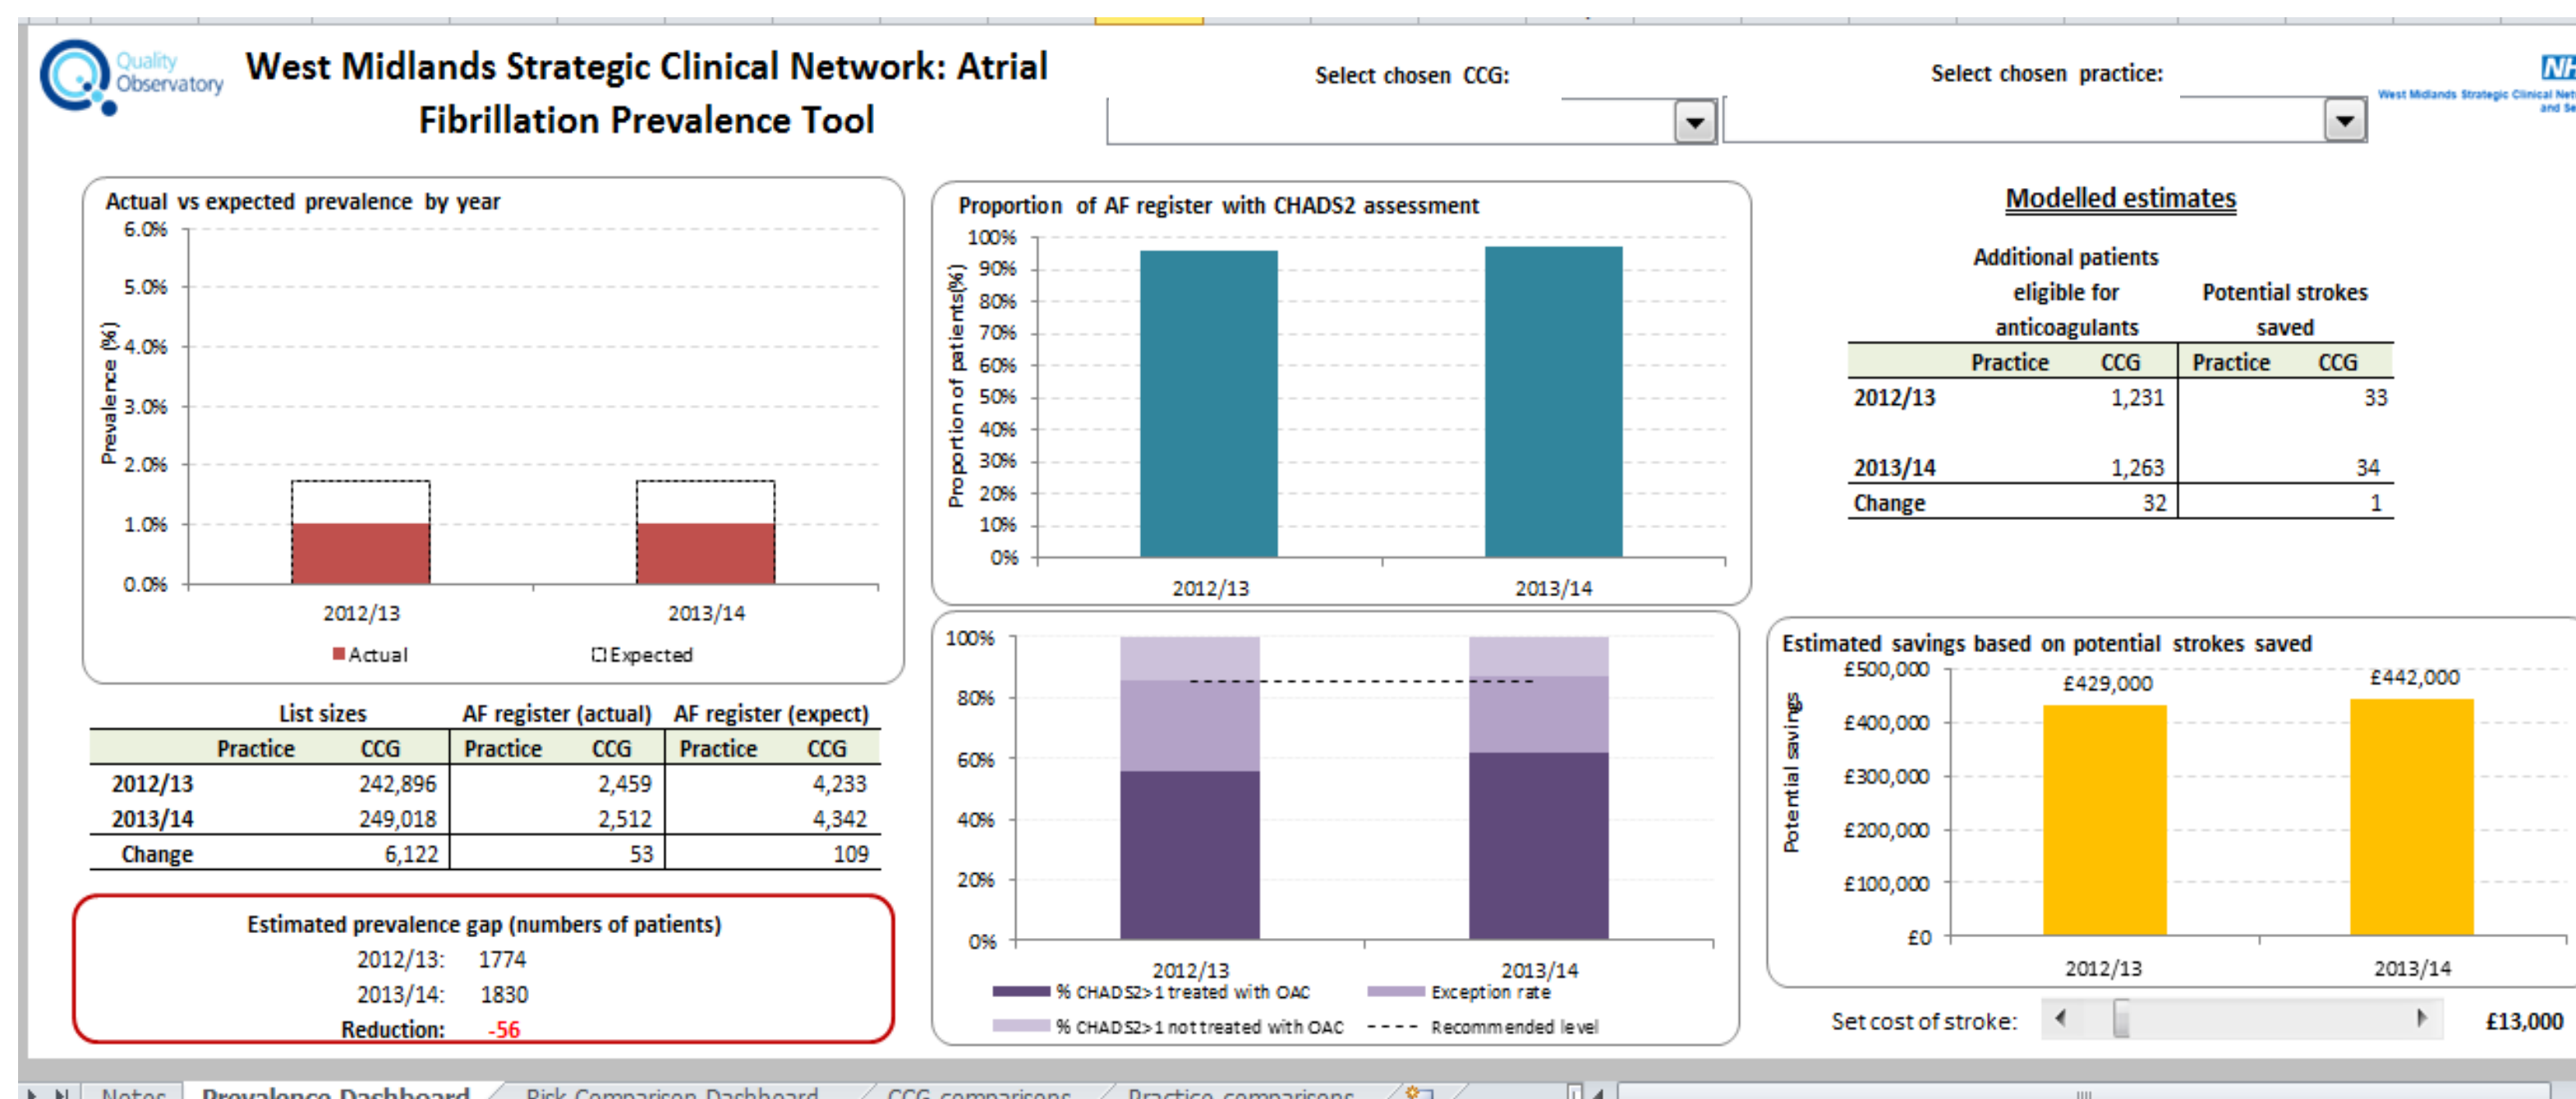 Quality
Observatory
West Midlands Strategic Clinical Network: Atrial
Fibrillation Prevalence Tool
Select chosen CCG:
Select chosen practice:
NH
West Midlands Strategic Clinical Net
and Se
Actual vs expected prevalence by year
6.0%
5.0%
4.0%
3.0%
2.0%
1.0%
0.0%
Prevalence (%)
2012/13 2013/14
Actual Expected
List sizes AF register (actual) AF register (expect)
Practice CCG Practice CCG Practice CCG
2012/13 242,896 2,459 4,233
2013/14 249,018 2,512 4,342
Change 6,122 53 109
Estimated prevalence gap (numbers of patients)
2012/13: 1774
2013/14: 1830
Reduction: -56
Proportion of AF register with CHADS2 assessment
100%
90%
80%
70%
60%
50%
40%
30%
20%
10%
0%
Proportion of patients(%)
2012/13 2013/14
100%
80%
60%
40%
20%
0%
2012/13 2013/14
% CHADS2>1 treated with OAC Exception rate
% CHADS2>1 not treated with OAC Recommended level
Modelled estimates
Additional patients
eligible for Potential strokes
anticoagulants saved
Practice CCG Practice CCG
2012/13 1,231 33
2013/14 1,263 34
Change 32 1
Estimated savings based on potential strokes saved
£500,000
£400,000
£300,000
£200,000
£100,000
£0
Potential savings
£429,000 £442,000
2012/13 2013/14
Set cost of stroke: £13,000
Notes Prevalence Dashboard Risk Comparison Dashboard CCG comparisons Practice comparisons